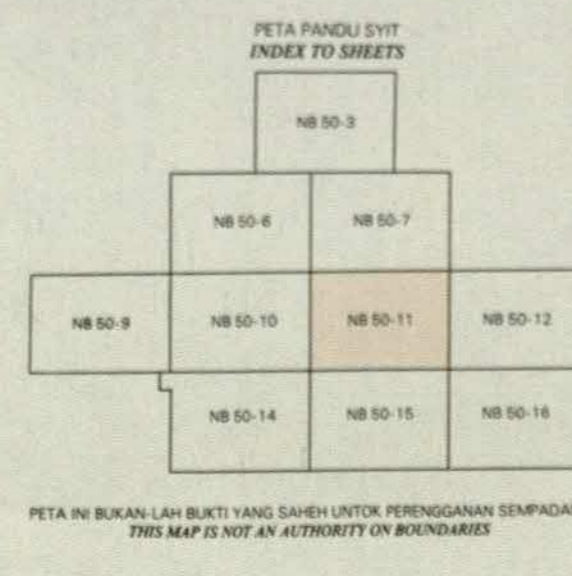 PETA PANDU SYIT
INDEX TO SHEETS
NB 50-3
NB 50-6 NB 50-7
NB 50-9 NB 50-10 NB 50-11 NB 50-12
NB 50-14 NB 50-15 NB 50-16
PETA INI BUKAN-LAH BUKTI YANG SAHEH UNTOK PERENGGANAN SEMPADAN
THIS MAP IS NOT AN AUTHORITY ON BOUNDARIES